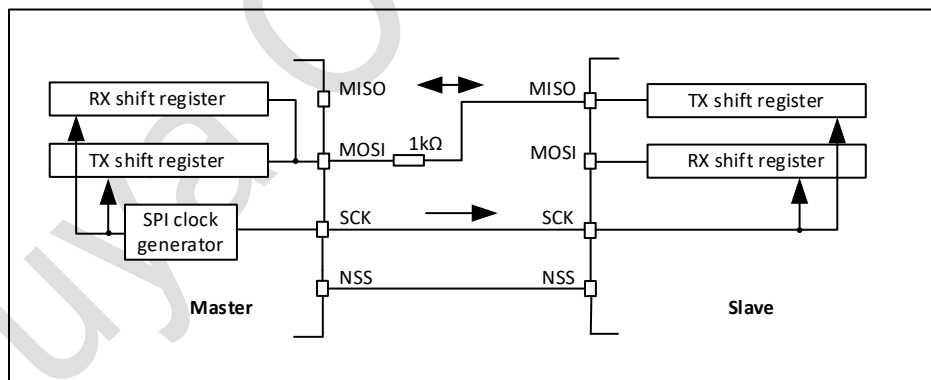 RX shift register
MISO
MISO
TX shift register
TX shift register
MOSI
1kΩ
MOSI
RX shift register
SPI clock
generator
SCK
SCK
NSS
NSS
Master
Slave